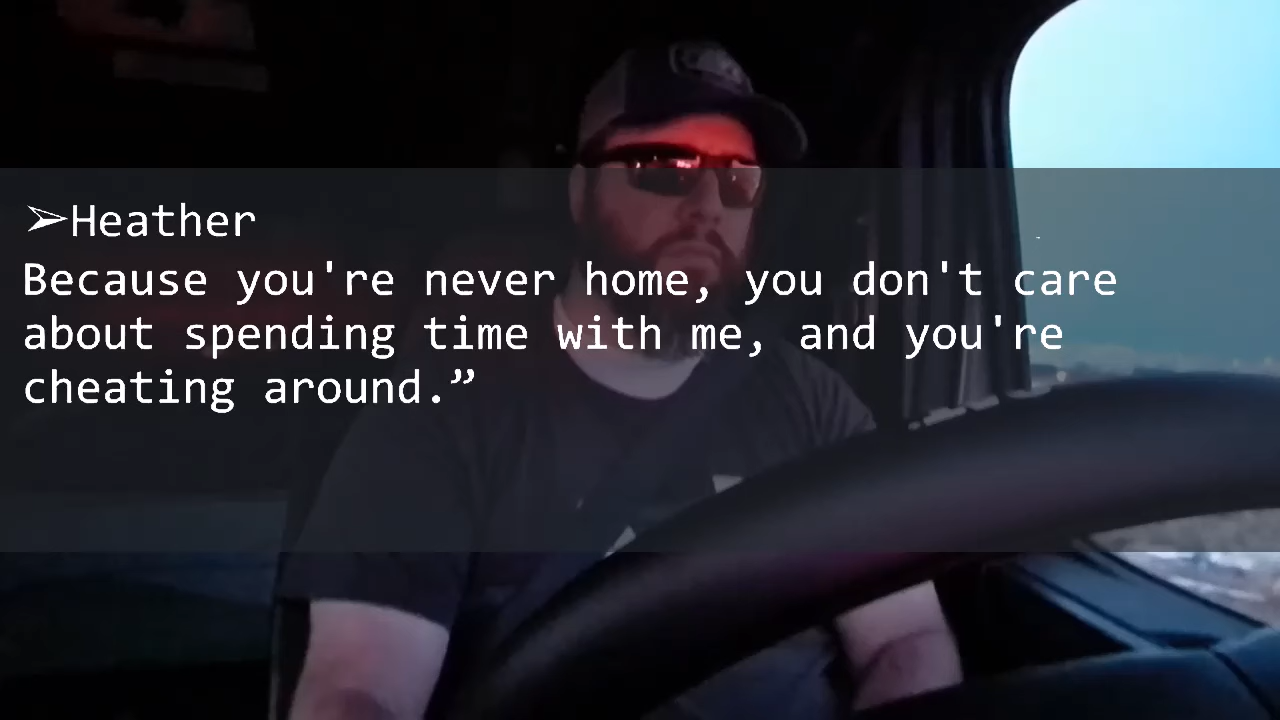 ➢Heather
Because you're never home, you don't care
about spending time with me, and you're
cheating around.”